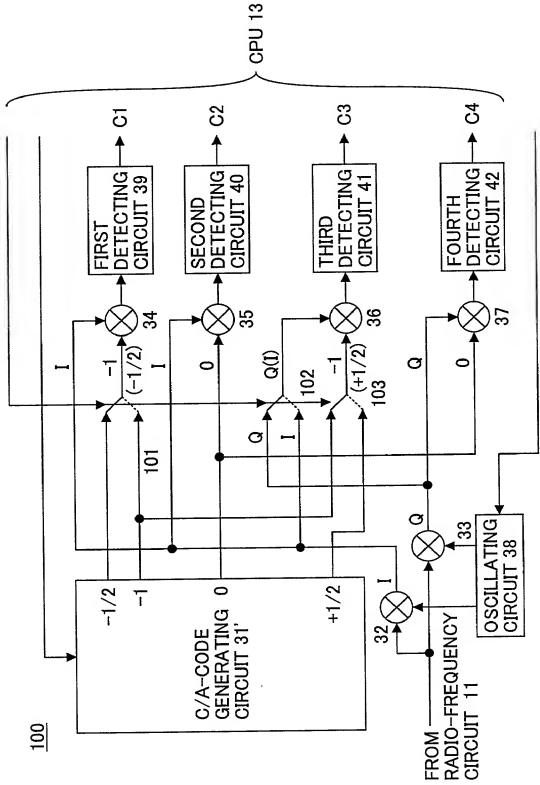 100
C/A-CODE
GENERATING
CIRCUIT 31'
-1/2
-1
0
+1/2
FROM
RADIO-FREQUENCY
CIRCUIT 11
32
I
Q
33
OSCILLATING
CIRCUIT 38
101
I
-1
(-1/2)
34
FIRST
DETECTING
CIRCUIT 39
C1
I
0
35
SECOND
DETECTING
CIRCUIT 40
C2
Q
I
102
Q(I)
-1
(+1/2)
103
36
THIRD
DETECTING
CIRCUIT 41
C3
Q
0
37
FOURTH
DETECTING
CIRCUIT 42
C4
CPU 13